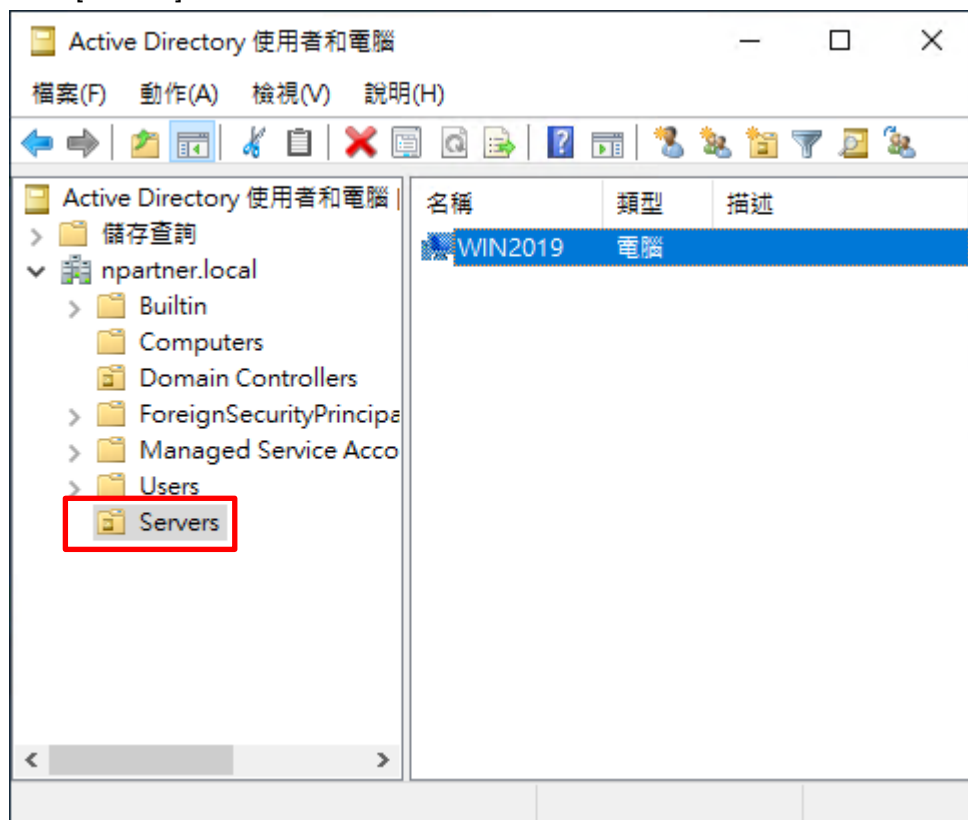 Active Directory 使用者和電腦
檔案(F) 動作(A) 檢視(V) 說明(H)
Active Directory 使用者和電腦
儲存查詢
npartner.local
Builtin
Computers
Domain Controllers
ForeignSecurityPrincipa
Managed Service Acco
Users
Servers
名稱 類型 描述
WIN2019 電腦